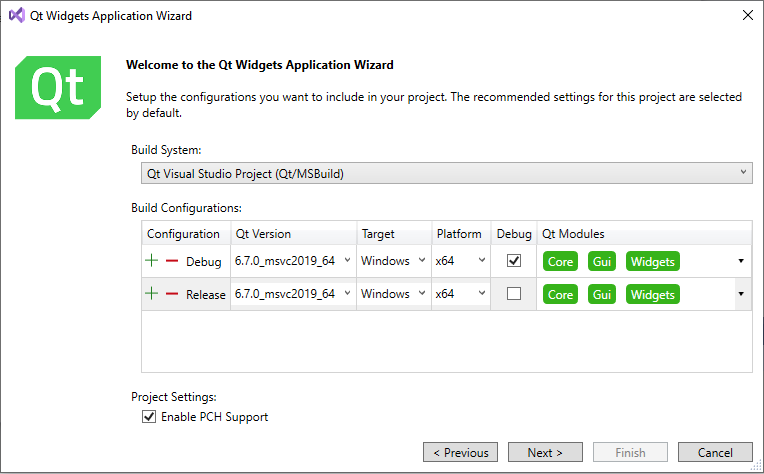 Qt Widgets Application Wizard
Qt
Welcome to the Qt Widgets Application Wizard
Setup the configurations you want to include in your project. The recommended settings for this project are selected
by default.
Build System:
Qt Visual Studio Project (Qt/MSBuild)
Build Configurations:
Configuration Qt Version Target Platform Debug Qt Modules
Debug 6.7.0_msvc2019_64 Windows x64 Core Gui Widgets
Release 6.7.0_msvc2019_64 Windows x64 Core Gui Widgets
Project Settings:
Enable PCH Support
< Previous Next > Finish Cancel